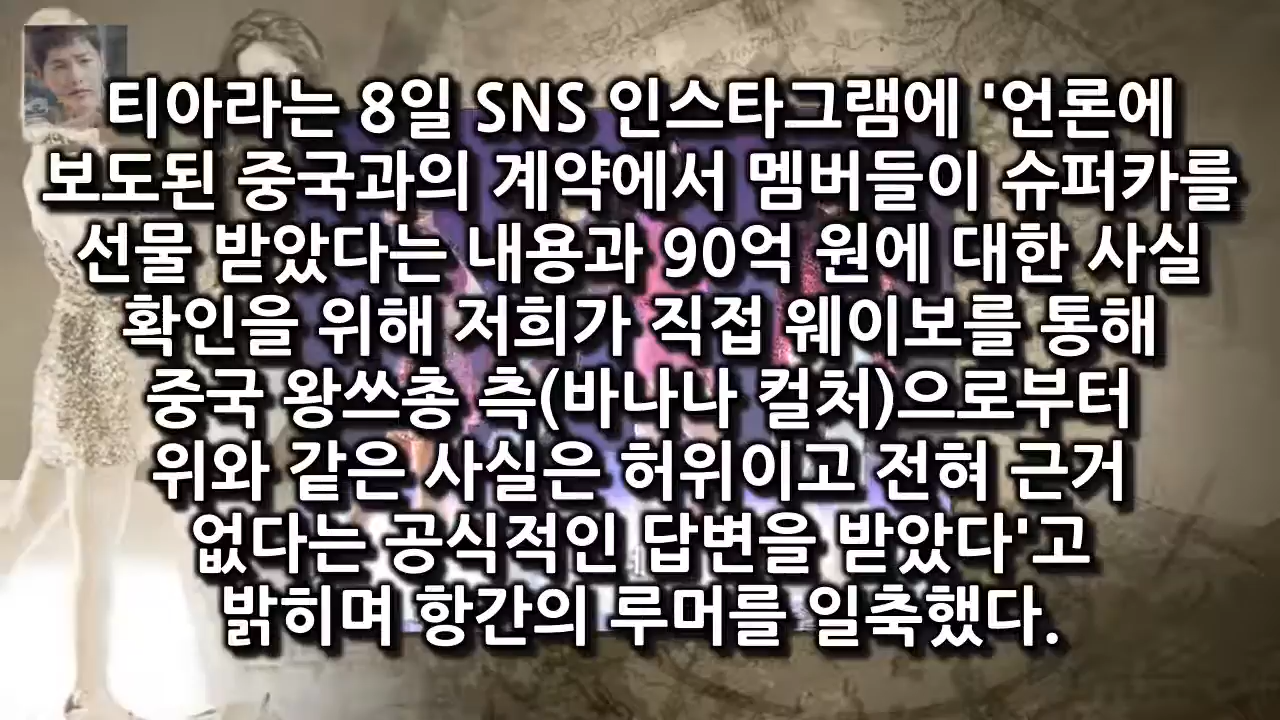 티아라는 8일 SNS 인스타그램에 '언론에
보도된 중국과의 계약에서 멤버들이 슈퍼카를
선물 받았다는 내용과 90억 원에 대한 사실
확인을 위해 저희가 직접 웨이보를 통해
중국 왕쓰총 측(바나나 컬처)으로부터
위와 같은 사실은 허위이고 전혀 근거
없다는 공식적인 답변을 받았다'고
밝히며 항간의 루머를 일축했다.